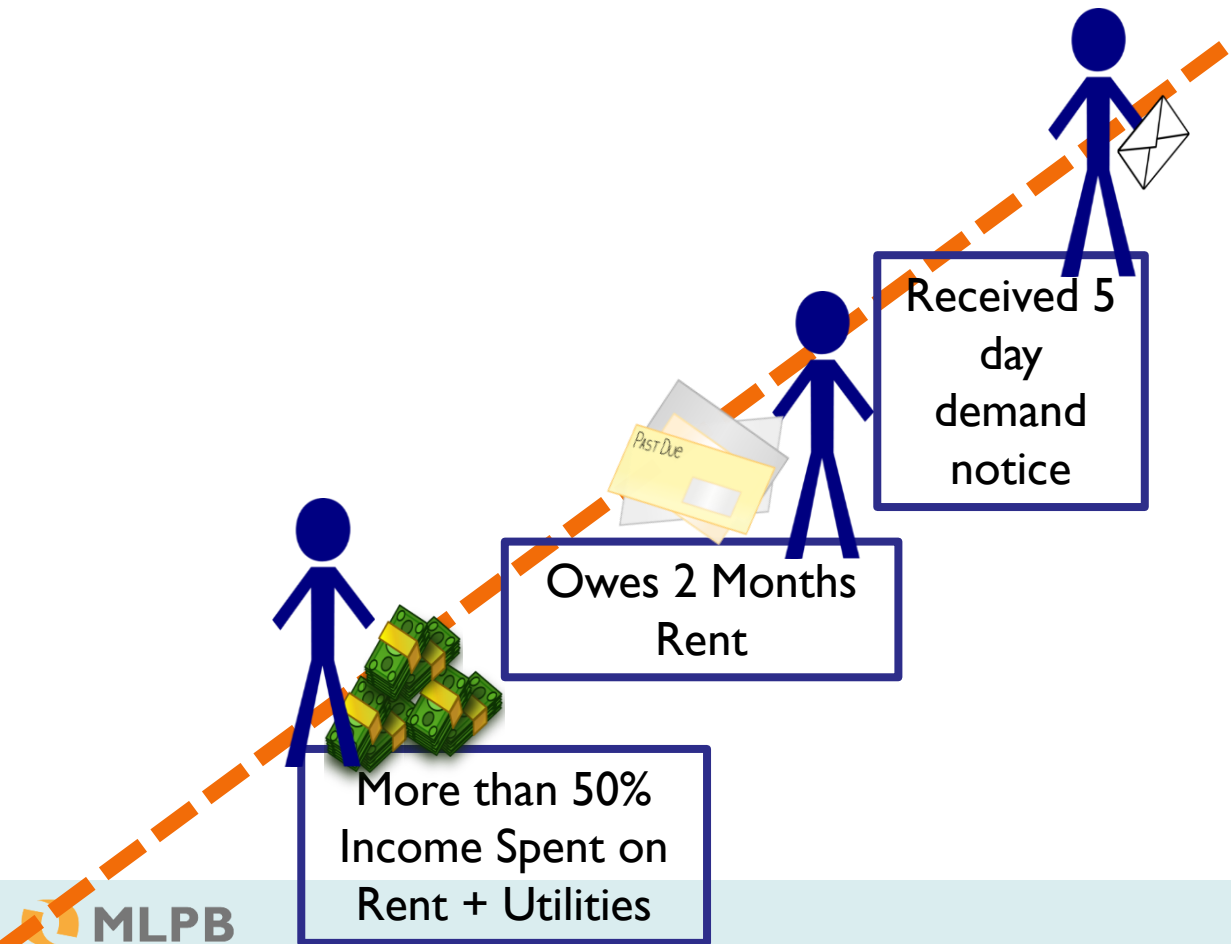 Received 5
day
demand
notice
PAST DUE
Owes 2 Months
Rent
More than 50%
Income Spent on
Rent + Utilities
MLPB